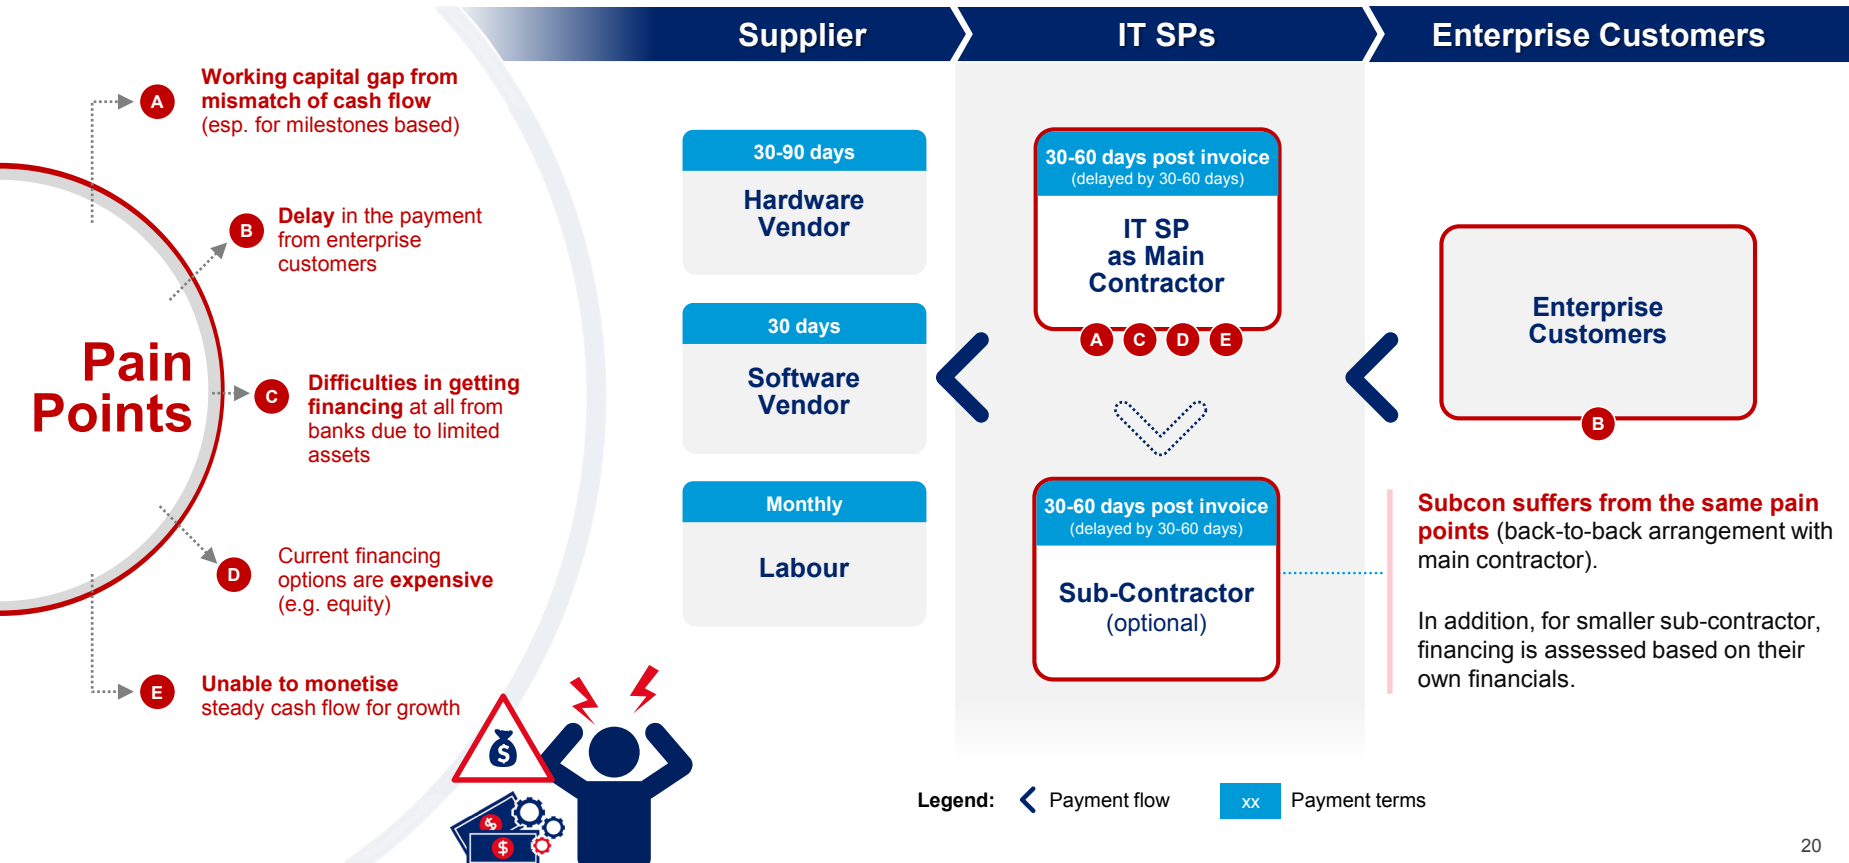 Supplier
IT SPs
Enterprise Customers
Pain
Points
A
Working capital gap from
mismatch of cash flow
(esp. for milestones based)
B
Delay in the payment
from enterprise
customers
C
Difficulties in getting
financing at all from
banks due to limited
assets
D
Current financing
options are expensive
(e.g. equity)
E
Unable to monetise
steady cash flow for growth
$
$
$
30-90 days
Hardware
Vendor
30 days
Software
Vendor
Monthly
Labour
30-60 days post invoice
(delayed by 30-60 days)
IT SP
as Main
Contractor
A C D E
30-60 days post invoice
(delayed by 30-60 days)
Sub-Contractor
(optional)
Enterprise
Customers
B
Subcon suffers from the same pain
points (back-to-back arrangement with
main contractor).
In addition, for smaller sub-contractor,
financing is assessed based on their
own financials.
Legend: Payment flow xx Payment terms
20